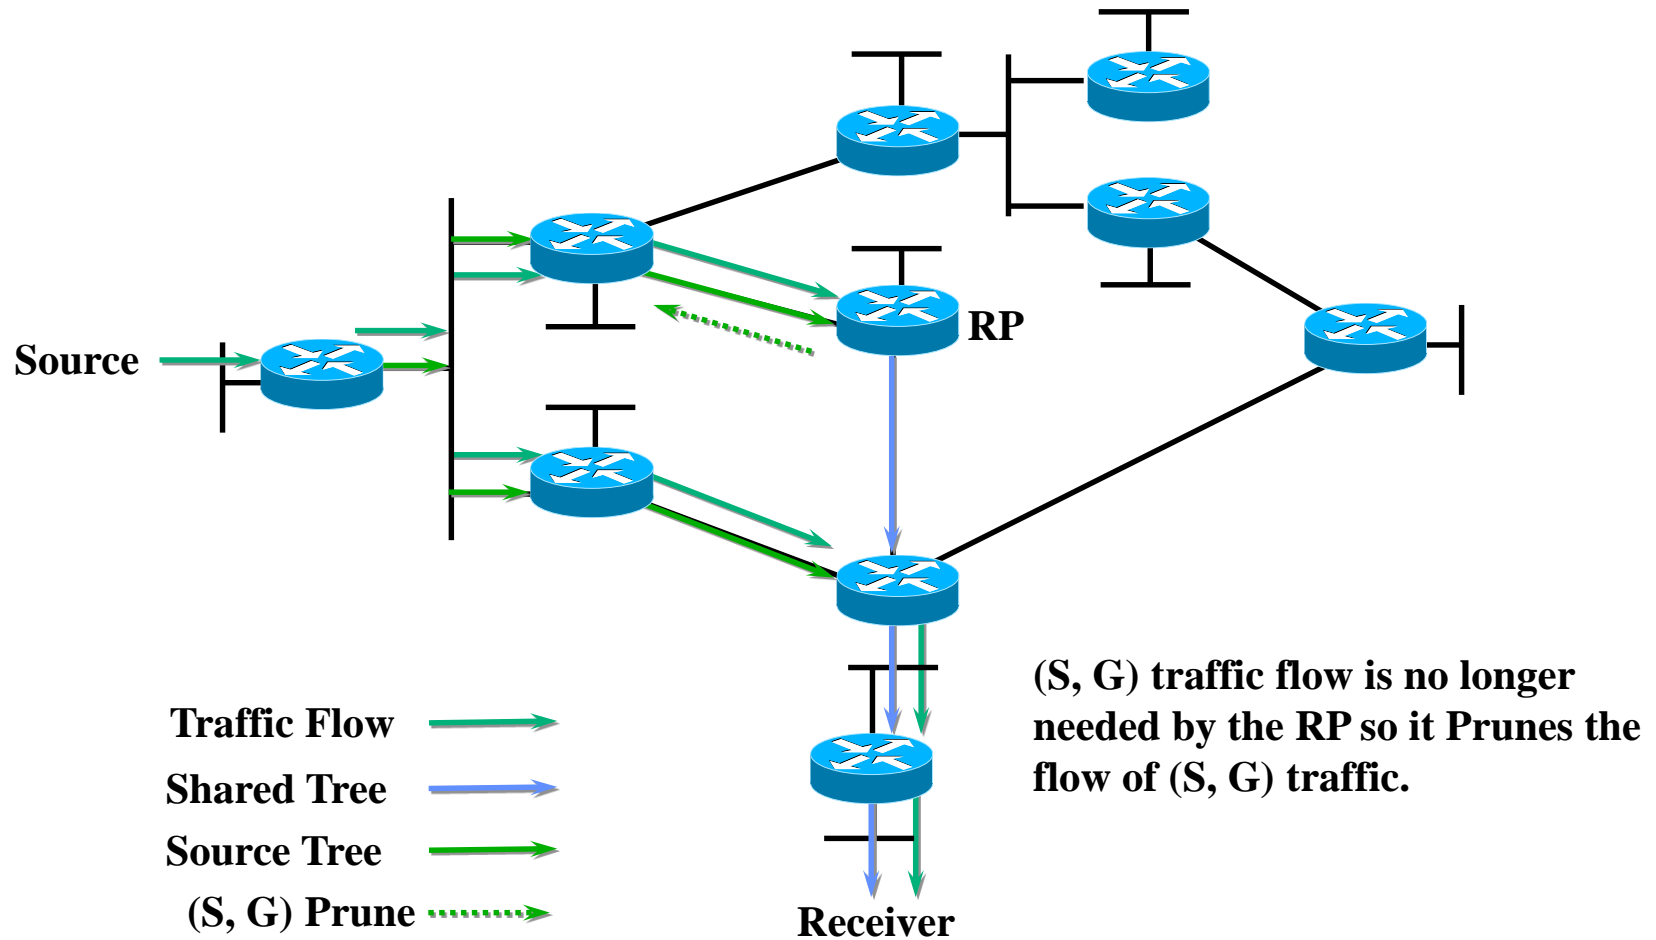 RP
Source
(S, G) traffic flow is no longer
needed by the RP so it Prunes the
flow of (S, G) traffic.
Traffic Flow
Shared Tree
Source Tree
(S, G) Prune
Receiver